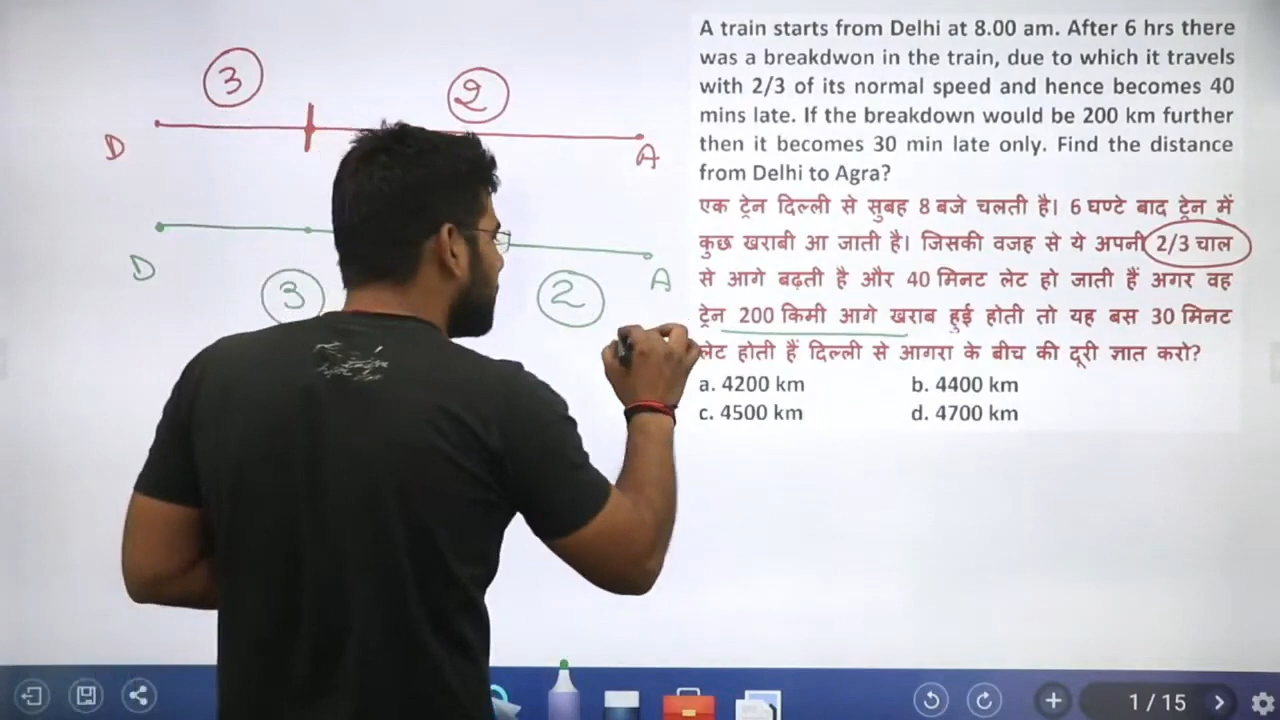 A train starts from Delhi at 8.00 am. After 6 hrs there
was a breakdwon in the train, due to which it travels
with 2/3 of its normal speed and hence becomes 40
mins late. If the breakdown would be 200 km further
then it becomes 30 min late only. Find the distance
from Delhi to Agra?
एक ट्रेन दिल्ली से सुबह 8 बजे चलती है। 6 घण्टे बाद ट्रेन में
कुछ खराबी आ जाती है। जिसकी वजह से ये अपनी 2/3 चाल
से आगे बढ़ती है और 40 मिनट लेट हो जाती हैं अगर वह
ट्रेन 200 किमी आगे खराब हुई होती तो यह बस 30 मिनट
लेट होती हैं दिल्ली से आगरा के बीच की दूरी ज्ञात करो?
a. 4200 km b. 4400 km
c. 4500 km d. 4700 km
3 2
D A
D A
3 2
1 / 15